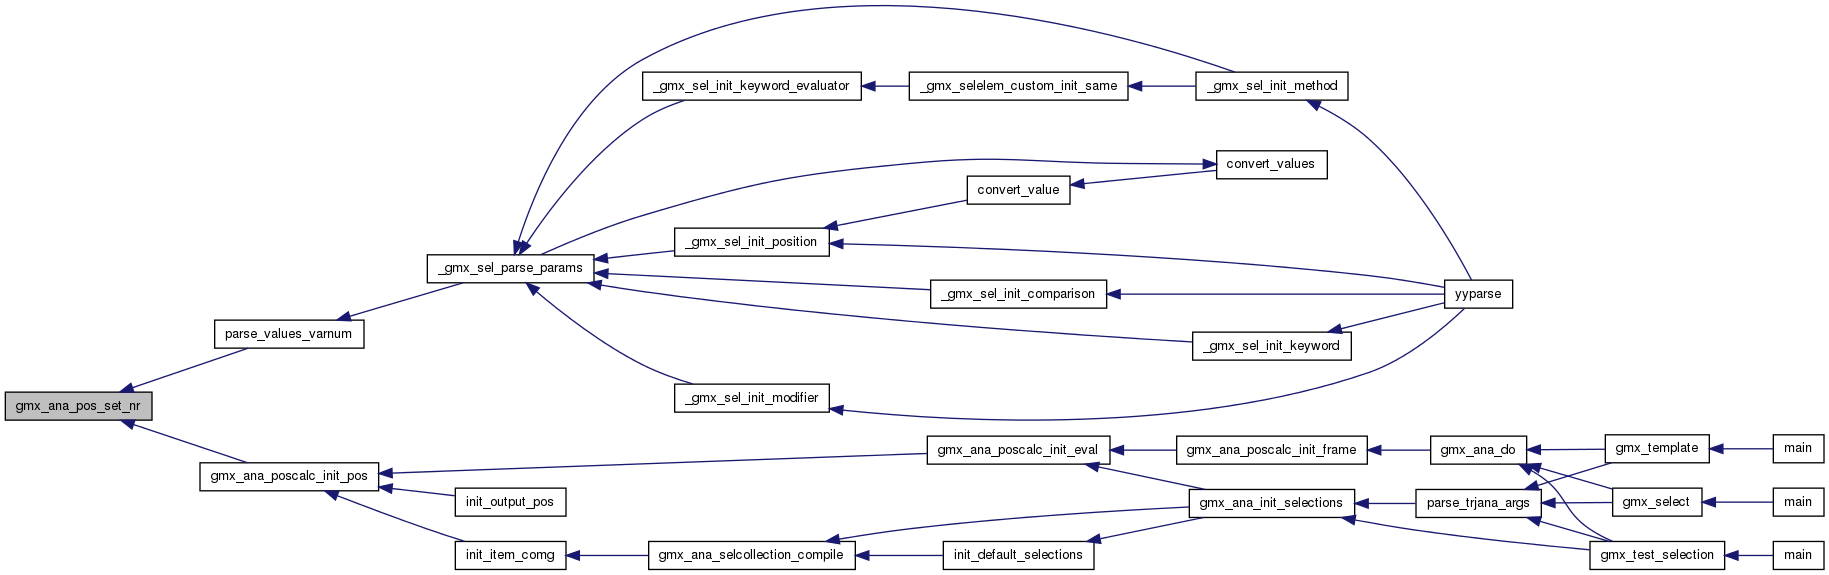 _gmx_sel_init_keyword_evaluator
_gmx_selelem_custom_init_same
_gmx_sel_init_method
convert_values
convert_value
_gmx_sel_init_position
_gmx_sel_parse_params
_gmx_sel_init_comparison
yyparse
parse_values_varnum
_gmx_sel_init_keyword
_gmx_sel_init_modifier
gmx_ana_pos_set_nr
gmx_ana_poscalc_init_eval
gmx_ana_poscalc_init_frame
gmx_ana_do
gmx_template
main
gmx_ana_poscalc_init_pos
init_output_pos
gmx_ana_init_selections
parse_trjana_args
gmx_select
main
init_item_comg
gmx_ana_selcollection_compile
init_default_selections
gmx_test_selection
main